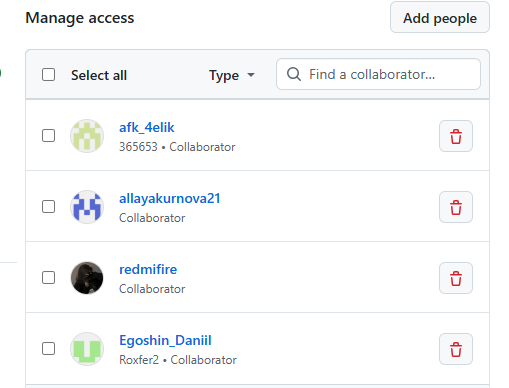 Manage access
Add people
Select all
Type
Find a collaborator...
afk_4elik
365653 • Collaborator
allayakurnova21
Collaborator
redmifire
Collaborator
Egoshin_Daniil
Roxfer2 • Collaborator